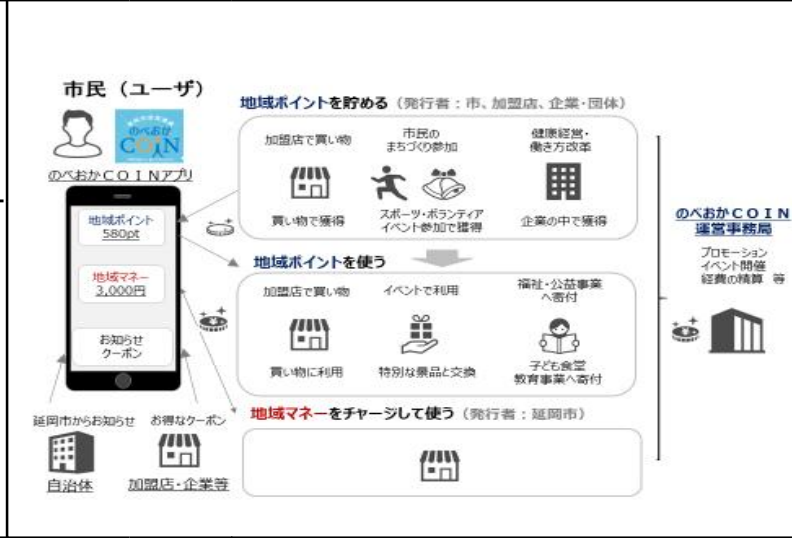 市民（ユーザ）
のべおか
COIN
のべおかＣＯＩＮアプリ
地域ポイント
580pt
地域マネー
3,000円
お知らせ
クーポン
延岡市からお知らせ
お得なクーポン
自治体
加盟店・企業等
地域ポイントを貯める（発行者：市、加盟店、企業・団体）
加盟店で買い物
買い物で獲得
市民の
まちづくり参加
スポーツ・ボランティア
イベント参加で獲得
健康経営・
働き方改革
企業の中で獲得
地域ポイントを使う
加盟店で買い物
買い物に利用
イベントで利用
特別な景品と交換
福祉・公益事業
へ寄付
子ども食堂
教育事業へ寄付
地域マネーをチャージして使う（発行者：延岡市）
のべおかＣＯＩＮ
運営事務局
プロモーション
イベント開催
経費の精算　等